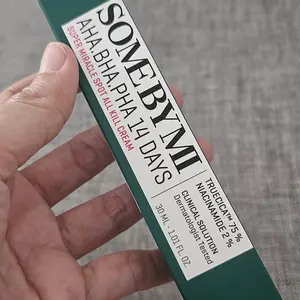 SOMEBYMI
AHA.BHA.PHA 14 DAYS
SUPER MIRACLE SPOT ALL KILL CREAM
TRUECICA™ 75 %
NIACINAMIDE 2 %
CLINICAL SOLUTION
Dermatologist Tested
30 ML · 1.01 FL. OZ.